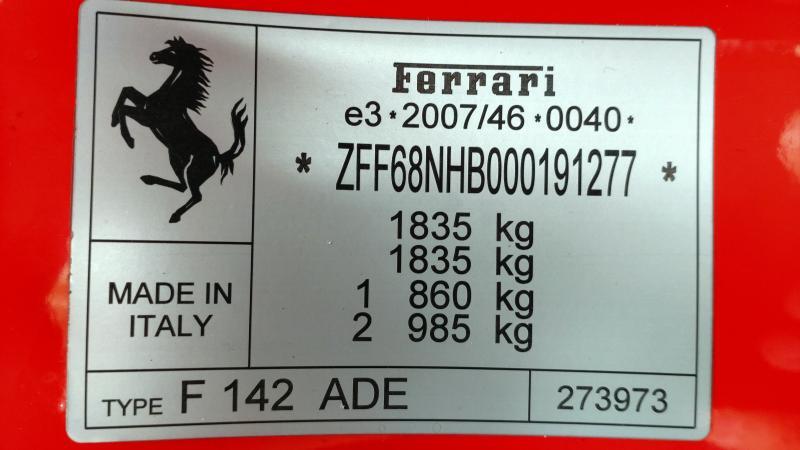 Ferrari
e3*2007/46*0040*
* ZFF68NHB000191277 *
1835 kg
1835 kg
1 860 kg
2 985 kg
MADE IN
ITALY
TYPE F 142 ADE
273973